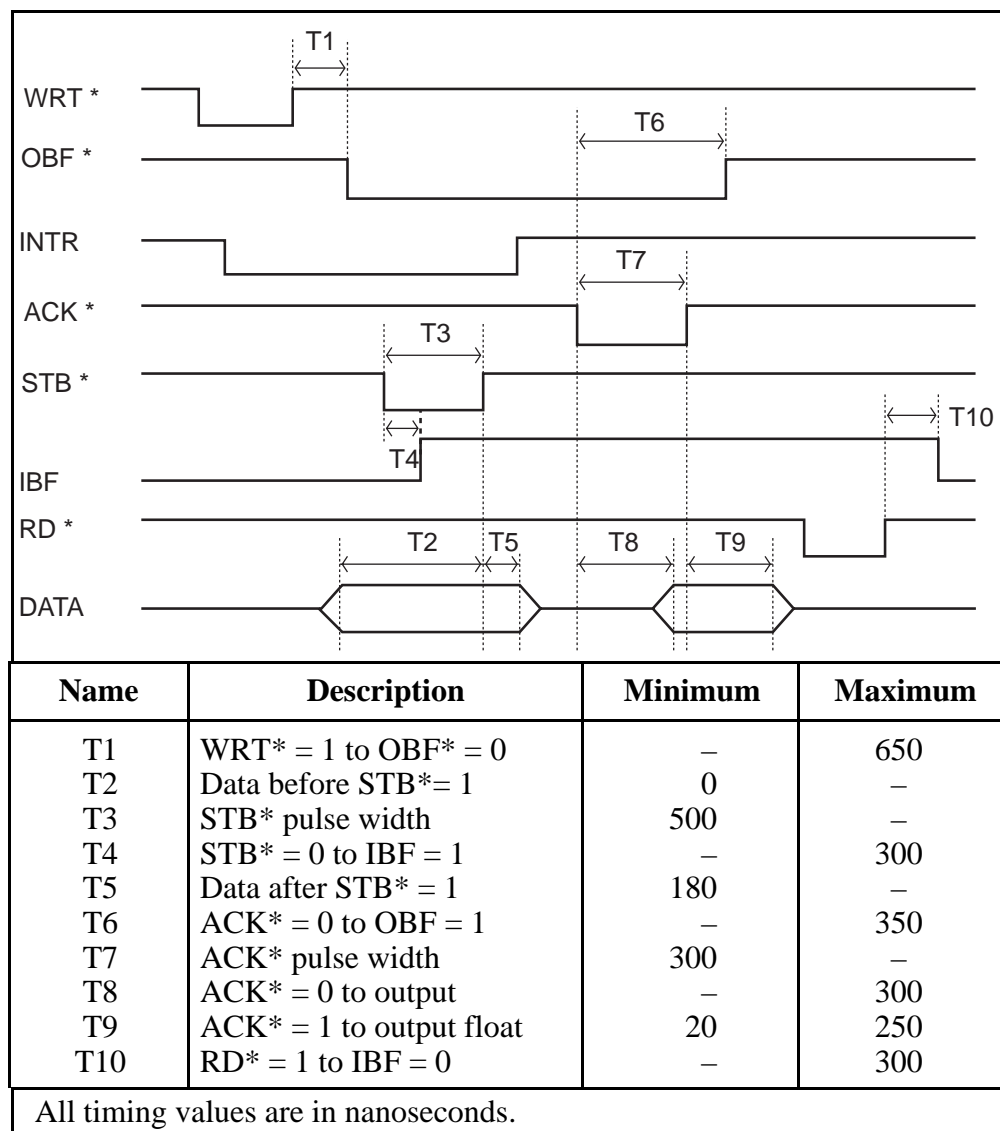 T1
WRT *
T6
OBF *
INTR
T7
ACK *
T3
STB *
T10
T4
IBF
RD *
T2 T5 T8 T9
DATA
Name Description Minimum Maximum
T1 WRT* = 1 to OBF* = 0 – 650
T2 Data before STB*= 1 0 –
T3 STB* pulse width 500 –
T4 STB* = 0 to IBF = 1 – 300
T5 Data after STB* = 1 180 –
T6 ACK* = 0 to OBF = 1 – 350
T7 ACK* pulse width 300 –
T8 ACK* = 0 to output – 300
T9 ACK* = 1 to output float 20 250
T10 RD* = 1 to IBF = 0 – 300
All timing values are in nanoseconds.